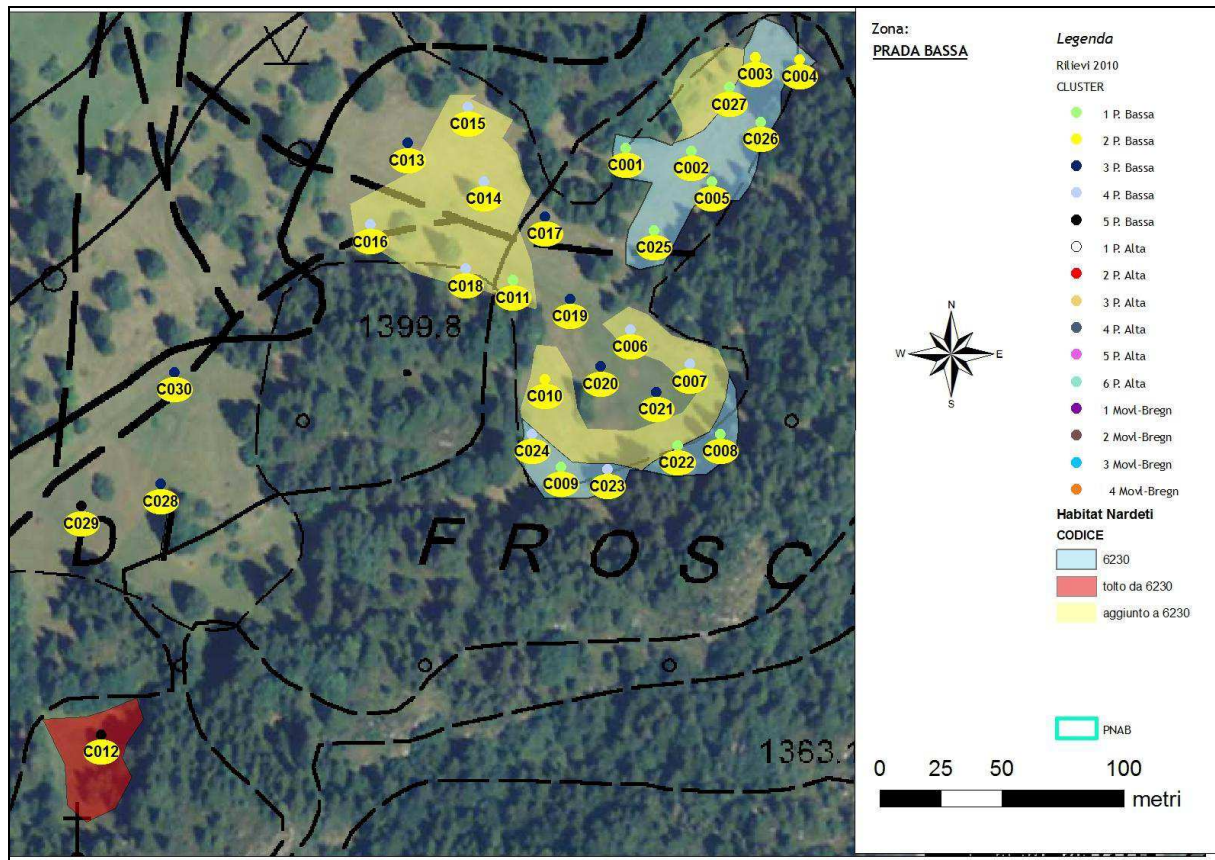 C003
C004
C027
C015
C026
C013
C001
C002
C014
C005
C016
C017
C025
C018
C011
C019
1399.8
C006
C030
C020
C007
C010
C021
C024
C022
C008
C009
C023
C028
C029
DI FROSC
C012
1363.
Zona:
PRADA BASSA
Legenda
Rilievi 2010
CLUSTER
1 P. Bassa
2 P. Bassa
3 P. Bassa
4 P. Bassa
5 P. Bassa
1 P. Alta
2 P. Alta
3 P. Alta
4 P. Alta
5 P. Alta
6 P. Alta
1 Movl-Bregn
2 Movl-Bregn
3 Movl-Bregn
4 Movl-Bregn
Habitat Nardeti
CODICE
6230
tolto da 6230
aggiunto a 6230
N
W E
S
PNAB
0 25 50 100
metri